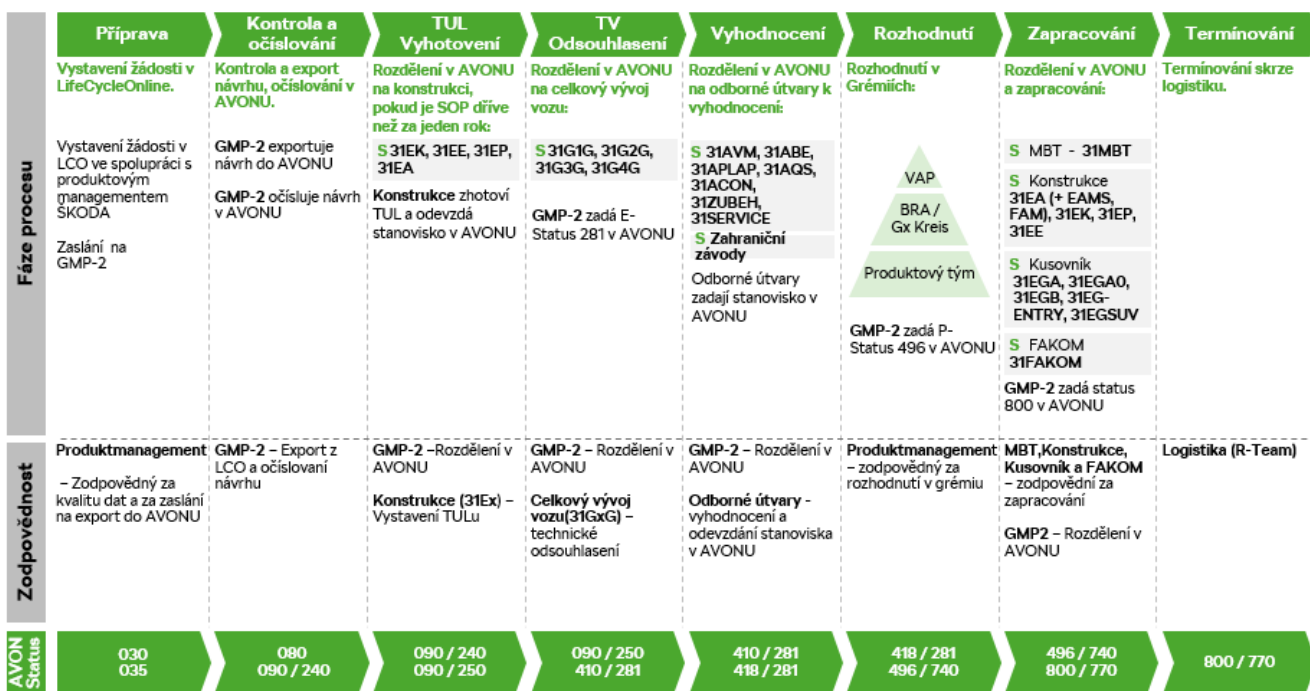 Fáze procesu
Příprava
Kontrola a
očíslování
TUL
Vyhotovení
TV
Odsouhlasení
Vyhodnocení
Rozhodnutí
Zapracování
Termínování
Vystavení žádosti v
LifeCycleOnline.
Vystavení žádosti v
LCO ve spolupráci s
produktovým
managementem
ŠKODA
Zaslání na
GMP-2
Kontrola a export
návrhu, očíslování v
AVONU.
GMP-2 exportuje
návrh do AVONU
GMP-2 očísluje návrh
v AVONU
Rozdělení v AVONU
na konstrukci,
pokud je SOP dříve
než za jeden rok:
S 31EK, 31EE, 31EP,
31EA
Konstrukce zhotoví
TUL a odevzdá
stanovisko v AVONU
Rozdělení v AVONU
na celkový vývoj
vozu:
S 31G1G, 31G2G,
31G3G, 31G4G
GMP-2 zadá E-
Status 281 v AVONU
Rozdělení v AVONU
na odborné útvary k
vyhodnocení:
S 31AVM, 31ABE,
31APLAP, 31AQS,
31ACON,
31ZUBEH,
31SERVICE
S Zahraniční
závody
Odborné útvary
zadají stanovisko v
AVONU
Rozhodnutí v
Grémiích:
VAP
BRA /
Gx Kreis
Produktový tým
GMP-2 zadá P-
Status 496 v AVONU
Rozdělení v AVONU
a zapracování:
S MBT - 31MBT
S Konstrukce
31EA (+ EAMS,
FAM), 31EK, 31EP,
31EE
S Kusovník
31EGA, 31EGA0,
31EGB, 31EG-
ENTRY, 31EGSUV
S FAKOM
31FAKOM
GMP-2 zadá status
800 v AVONU
Termínování skrze
logistiku.
Zodpovědnost
Produktmanagement
– Zodpovědný za
kvalitu dat a za zaslání
na export do AVONU
GMP-2 – Export z
LCO a očíslovaní
návrhu
GMP-2 –Rozdělení v
AVONU
Konstrukce (31Ex) –
Vystavení TULu
GMP-2 – Rozdělení v
AVONU
Celkový vývoj
vozu(31GxG) –
technické
odsouhlasení
GMP-2 – Rozdělení v
AVONU
Odborné útvary -
vyhodnocení a
odevzdání stanoviska
v AVONU
Produktmanagement
– zodpovědný za
rozhodnutí v grémiu
MBT,Konstrukce,
Kusovník a FAKOM
– zodpovědní za
zapracování
GMP2 – Rozdělení v
AVONU
Logistika (R-Team)
AVON
Status
030
035
080
090 / 240
090 / 240
090 / 250
090 / 250
410 / 281
410 / 281
418 / 281
418 / 281
496 / 740
496 / 740
800 / 770
800 / 770